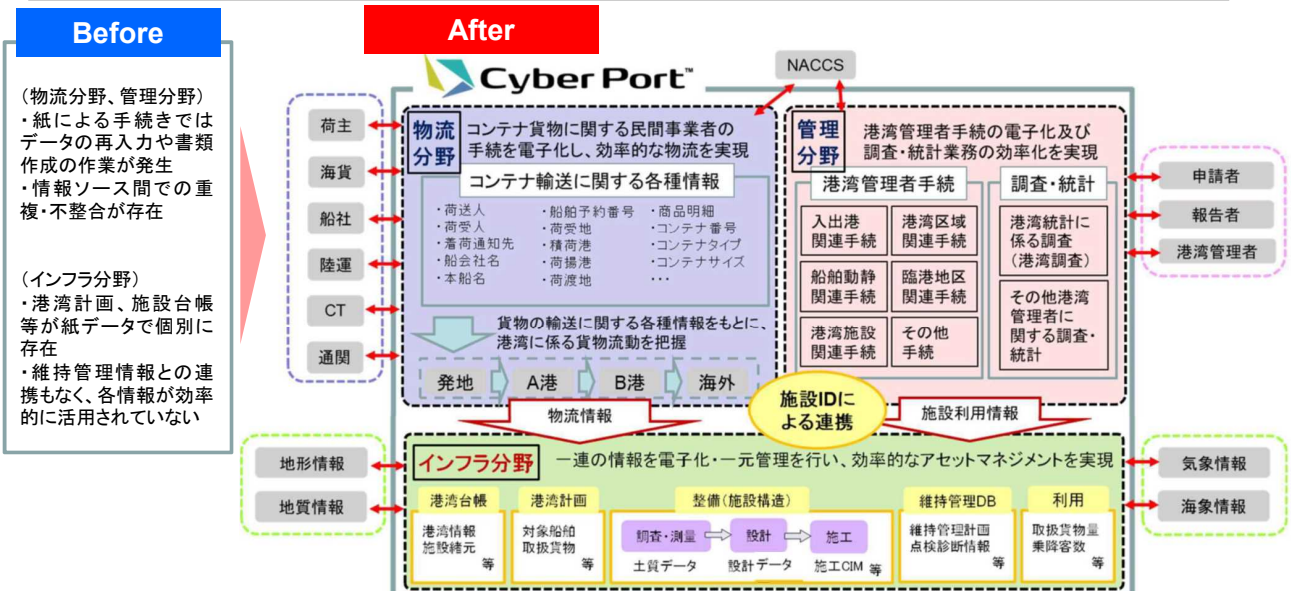 Before
(物流分野、管理分野)
・紙による手続きでは
データの再入力や書類
作成の作業が発生
・情報ソース間での重
複・不整合が存在
(インフラ分野)
・港湾計画、施設台帳
等が紙データで個別に
存在
・維持管理情報との連
携もなく、各情報が効率
的に活用されていない
After
Cyber Port™
NACCS
荷主
海貨
船社
陸運
CT
通関
物流
分野
コンテナ貨物に関する民間事業者の
手続を電子化し、効率的な物流を実現
コンテナ輸送に関する各種情報
・荷送人
・荷受人
・着荷通知先
・船会社名
・本船名
・船舶予約番号
・荷受地
・積荷港
・荷揚港
・荷渡地
・商品明細
・コンテナ番号
・コンテナタイプ
・コンテナサイズ
・・・
貨物の輸送に関する各種情報をもとに、
港湾に係る貨物流動を把握
発地
A港
B港
海外
管理
分野
港湾管理者手続の電子化及び
調査・統計業務の効率化を実現
港湾管理者手続
入出港
関連手続
港湾区域
関連手続
船舶動静
関連手続
臨港地区
関連手続
港湾施設
関連手続
その他
手続
調査・統計
港湾統計に
係る調査
(港湾調査)
その他港湾
管理者に
関する調査・
統計
申請者
報告者
港湾管理者
物流情報
施設IDに
よる連携
施設利用情報
地形情報
地質情報
インフラ分野
一連の情報を電子化・一元管理を行い、効率的なアセットマネジメントを実現
港湾台帳
港湾情報
施設緒元
等
港湾計画
対象船舶
取扱貨物
等
整備(施設構造)
調査・測量
設計
施工
土質データ
設計データ
施工CIM
等
維持管理DB
維持管理計画
点検診断情報
等
利用
取扱貨物量
乗降客数
等
気象情報
海象情報